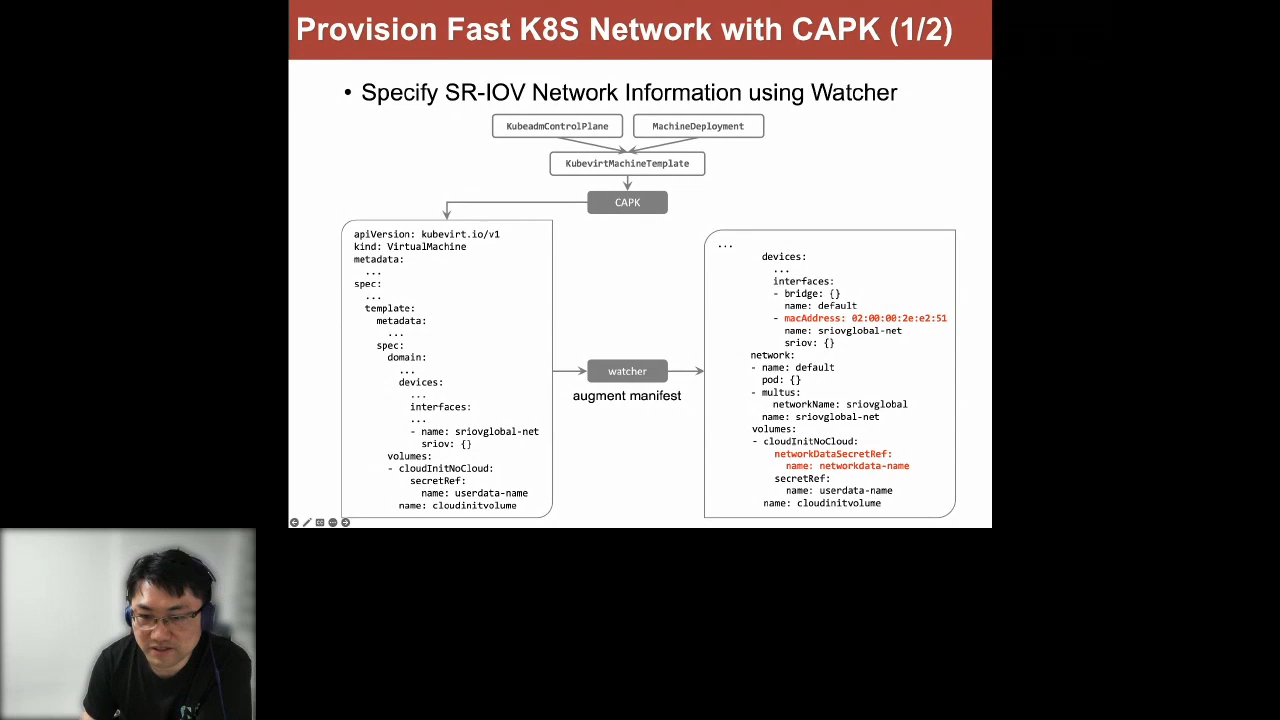 Provision Fast K8S Network with CAPK (1/2)
• Specify SR-IOV Network Information using Watcher
KubeadmControlPlane
MachineDeployment
KubevirtMachineTemplate
CAPK
apiVersion: kubevirt.io/v1
kind: VirtualMachine
metadata:
...
spec:
...
template:
metadata:
...
spec:
domain:
...
devices:
...
interfaces:
...
- name: sriovglobal-net
sriov: {}
volumes:
- cloudInitNoCloud:
secretRef:
name: userdata-name
name: cloudinitvolume
watcher
augment manifest
...
devices:
...
interfaces:
- bridge: {}
name: default
- macAddress: 02:00:00:2e:e2:51
name: sriovglobal-net
sriov: {}
network:
- name: default
pod: {}
- multus:
networkName: sriovglobal
name: sriovglobal-net
volumes:
- cloudInitNoCloud:
networkDataSecretRef:
name: networkdata-name
secretRef:
name: userdata-name
name: cloudinitvolume